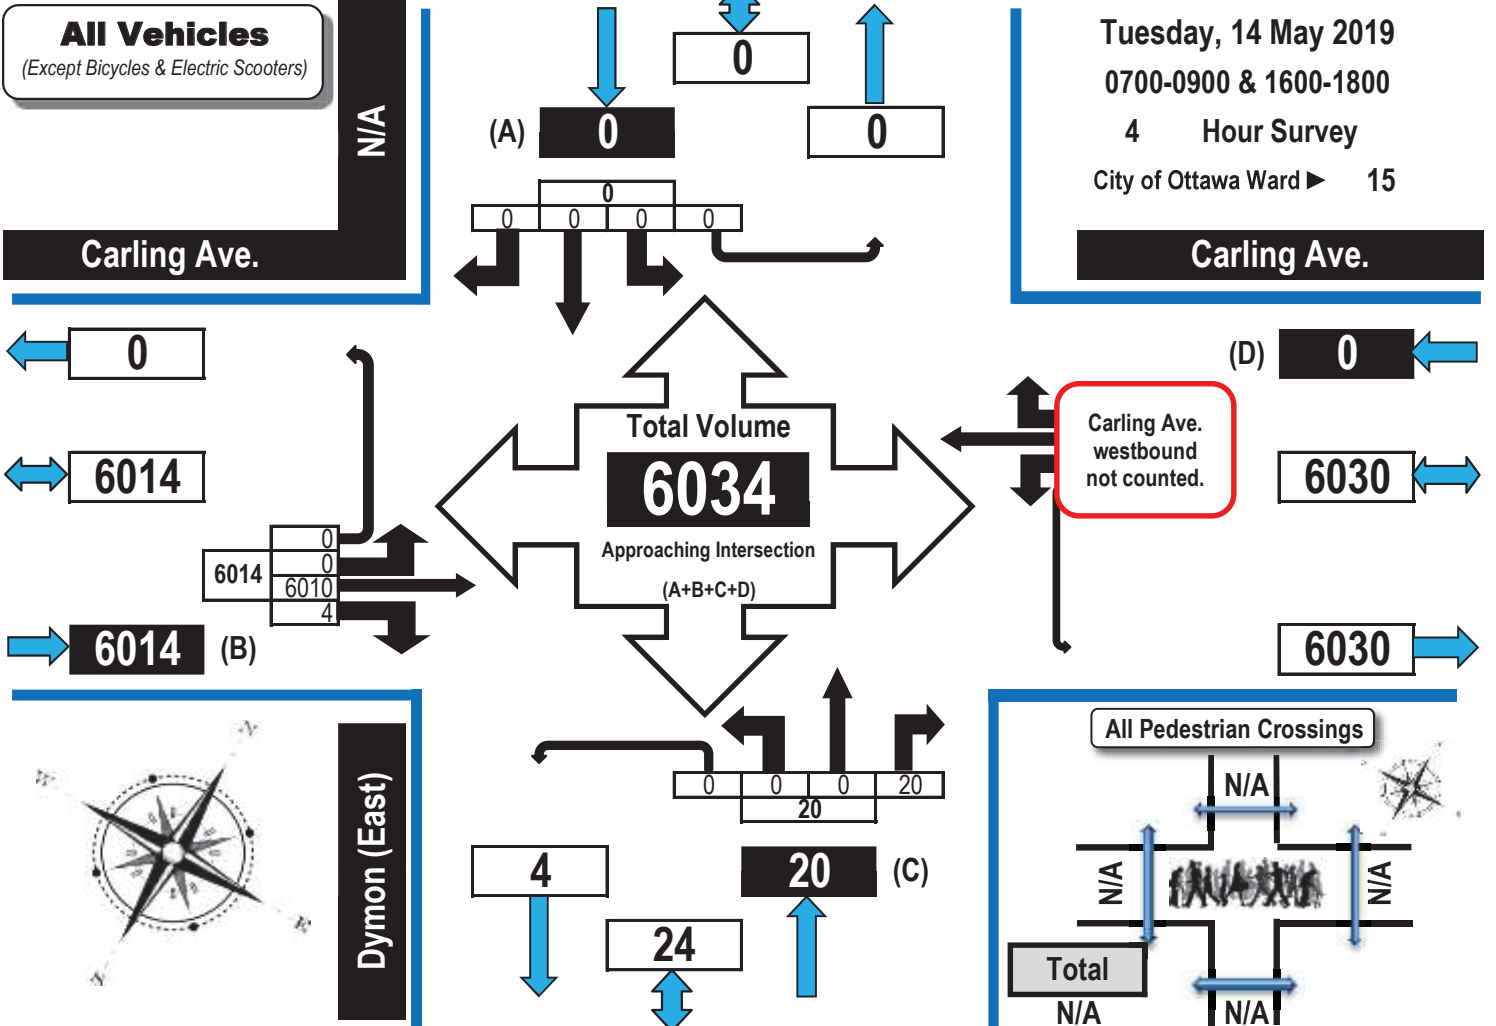 All Vehicles
(Except Bicycles & Electric Scooters)
N/A
Carling Ave.
0
(A)
0
0
0
0
0
0
0
Tuesday, 14 May 2019
0700-0900 & 1600-1800
4 Hour Survey
City of Ottawa Ward ► 15
Carling Ave.
0
6014
0
0
6014
6010
4
6014
(B)
Total Volume
6034
Approaching Intersection
(A+B+C+D)
(D)
0
Carling Ave.
westbound
not counted.
6030
6030
Dymon (East)
0
0
0
20
20
4
20
(C)
24
All Pedestrian Crossings
N/A
N/A
N/A
Total
N/A
N/A